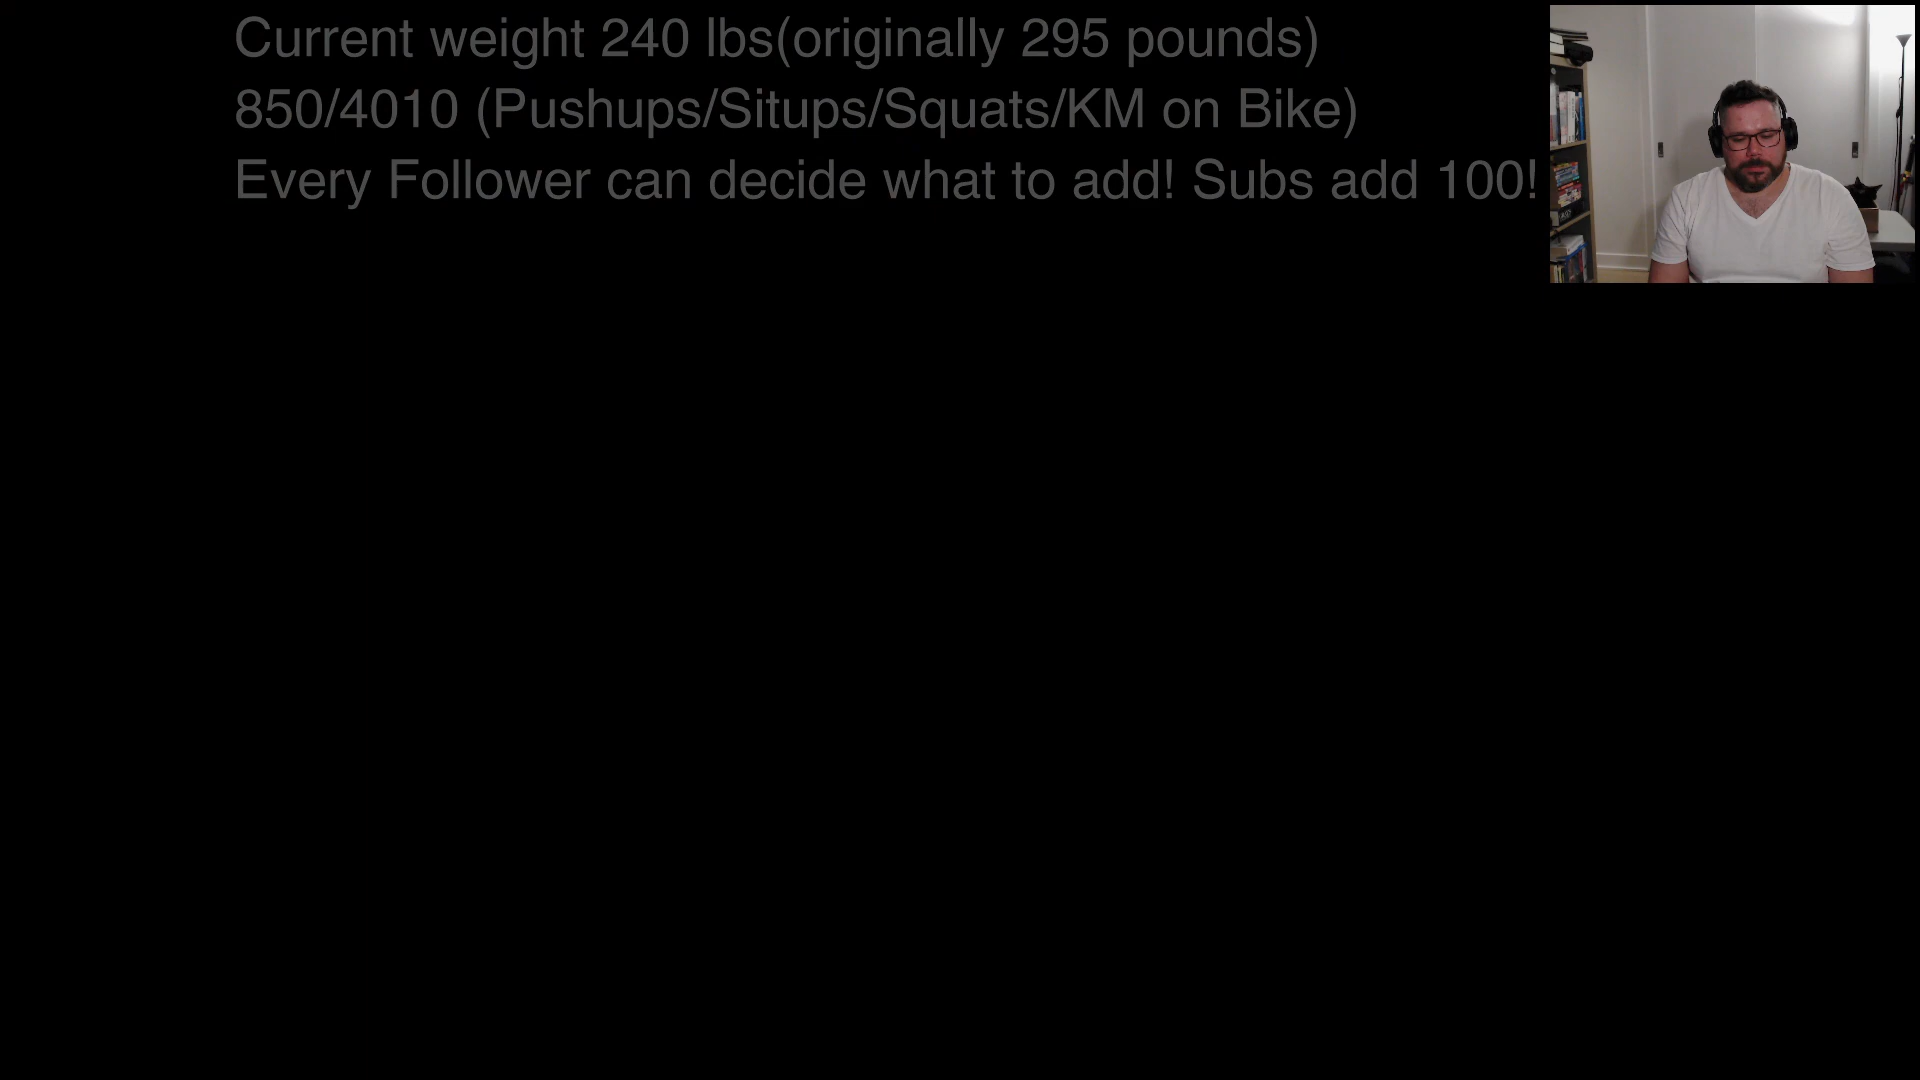 Current weight 240 lbs(originally 295 pounds)
850/4010 (Pushups/Situps/Squats/KM on Bike)
Every Follower can decide what to add! Subs add 100!